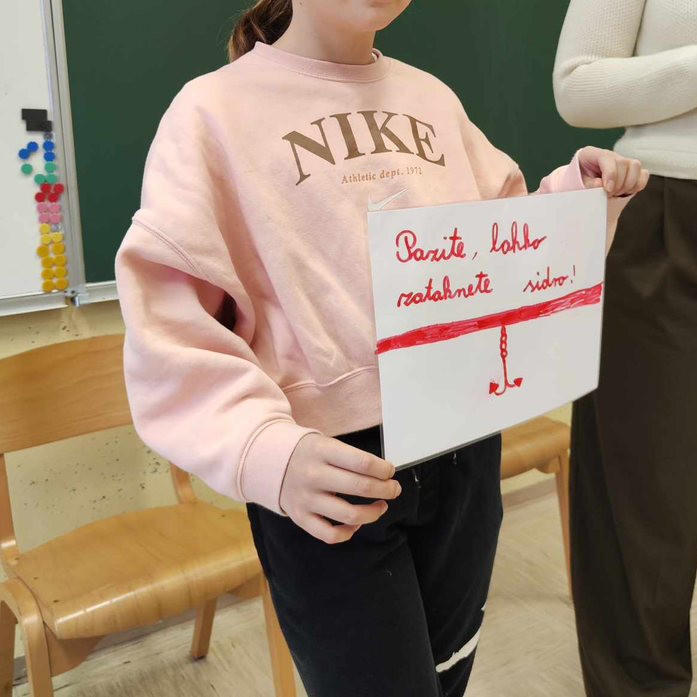 NIKE
Athletic dept. 1971
Pazite, lahko
zataknete sidro!